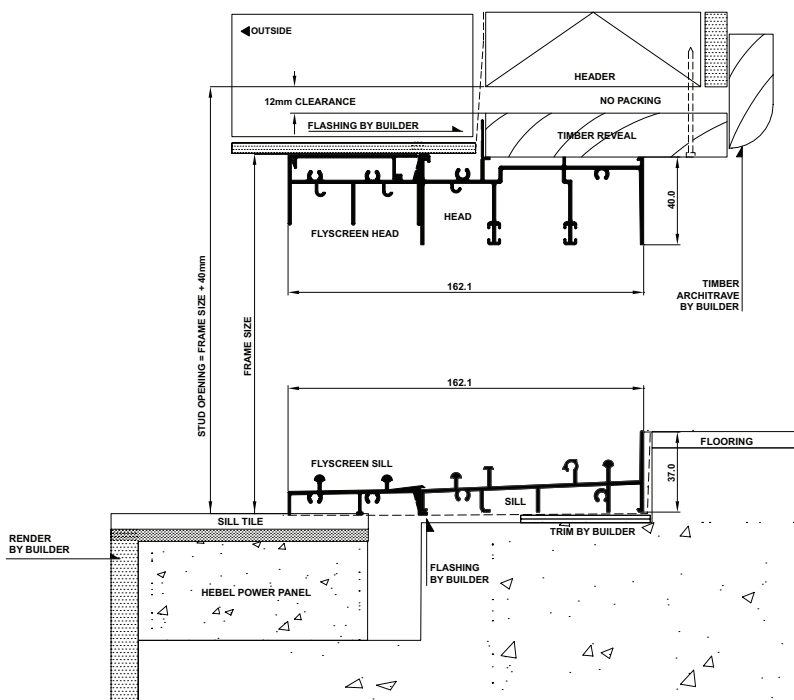 OUTSIDE
HEADER
12mm CLEARANCE
NO PACKING
FLASHING BY BUILDER
TIMBER REVEAL
40.0
HEAD
FLYSCREEN HEAD
162.1
TIMBER
ARCHITRAVE
BY BUILDER
STUD OPENING = FRAME SIZE + 40mm
FRAME SIZE
162.1
FLOORING
FLYSCREEN SILL
37.0
SILL
SILL TILE
TRIM BY BUILDER
RENDER
BY BUILDER
FLASHING
BY BUILDER
HEBEL POWER PANEL